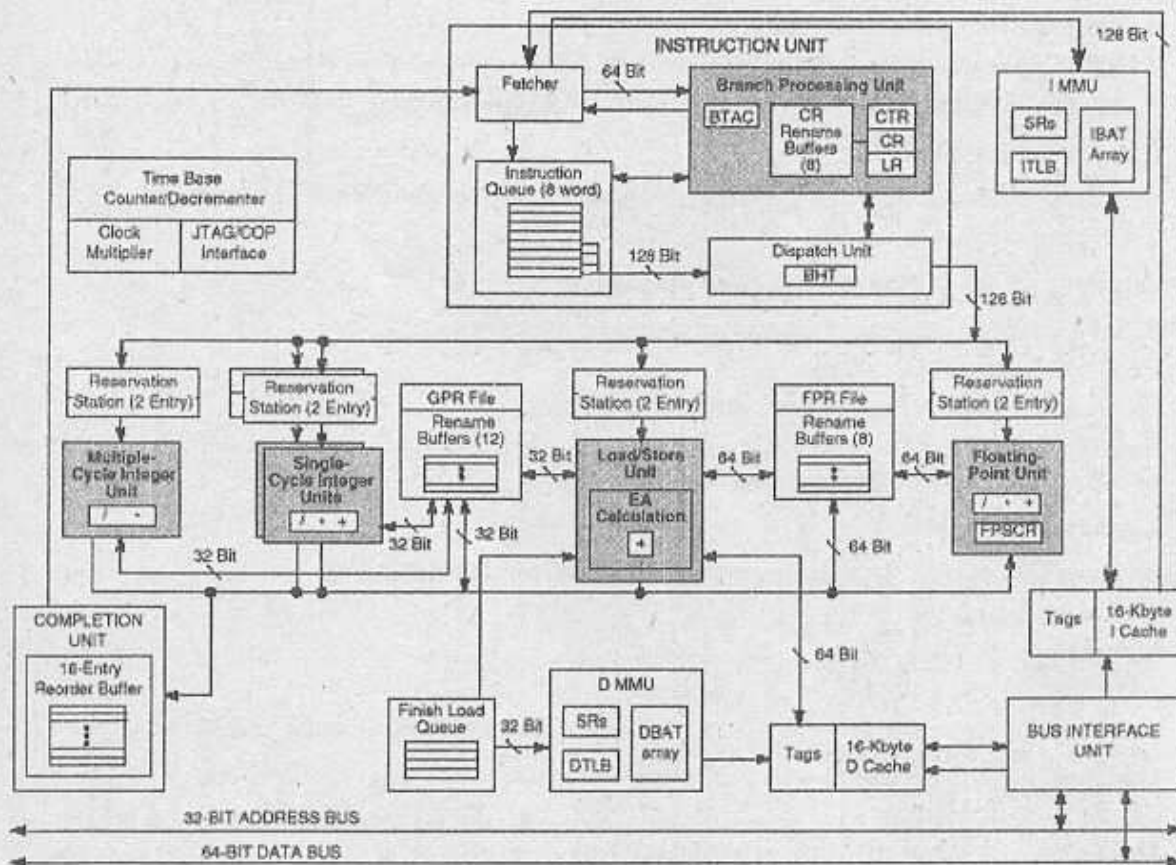 128 Bit
INSTRUCTION UNIT
Fetcher
64 Bit
Branch Processing Unit
BTAC
CR
Rename
Buffers
(8)
CTR
CR
LR
I MMU
SRs
ITLB
IBAT
Array
Time Base
Counter/Decrementer
Clock
Multiplier
JTAG/COP
Interface
Instruction
Queue (8 word)
128 Bit
Dispatch Unit
BHT
128 Bit
Reservation
Station (2 Entry)
Reservation
Station (2 Entry)
GPR File
Rename
Buffers (12)
Reservation
Station (2 Entry)
FPR File
Rename
Buffers (8)
Reservation
Station (2 Entry)
Multiple-
Cycle Integer
Unit
/ *
Single-
Cycle Integer
Units
/ * +
32 Bit
Load/Store
Unit
EA
Calculation
+
64 Bit
64 Bit
Floating-
Point Unit
/ * +
FPSCR
32 Bit
32 Bit
32 Bit
64 Bit
COMPLETION
UNIT
16-Entry
Reorder Buffer
Tags
16-Kbyte
I Cache
64 Bit
Finish Load
Queue
32 Bit
D MMU
SRs
DTLB
DBAT
array
Tags
16-Kbyte
D Cache
BUS INTERFACE
UNIT
32-BIT ADDRESS BUS
64-BIT DATA BUS